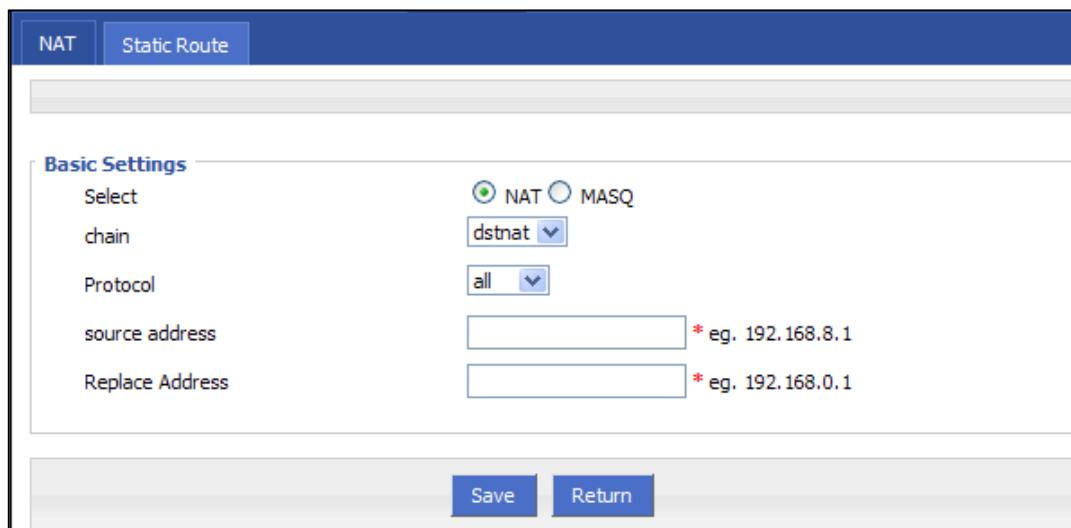 NAT Static Route
Basic Settings
Select NAT MASQ
chain dstnat
Protocol all
source address * eg. 192.168.8.1
Replace Address * eg. 192.168.0.1
Save Return